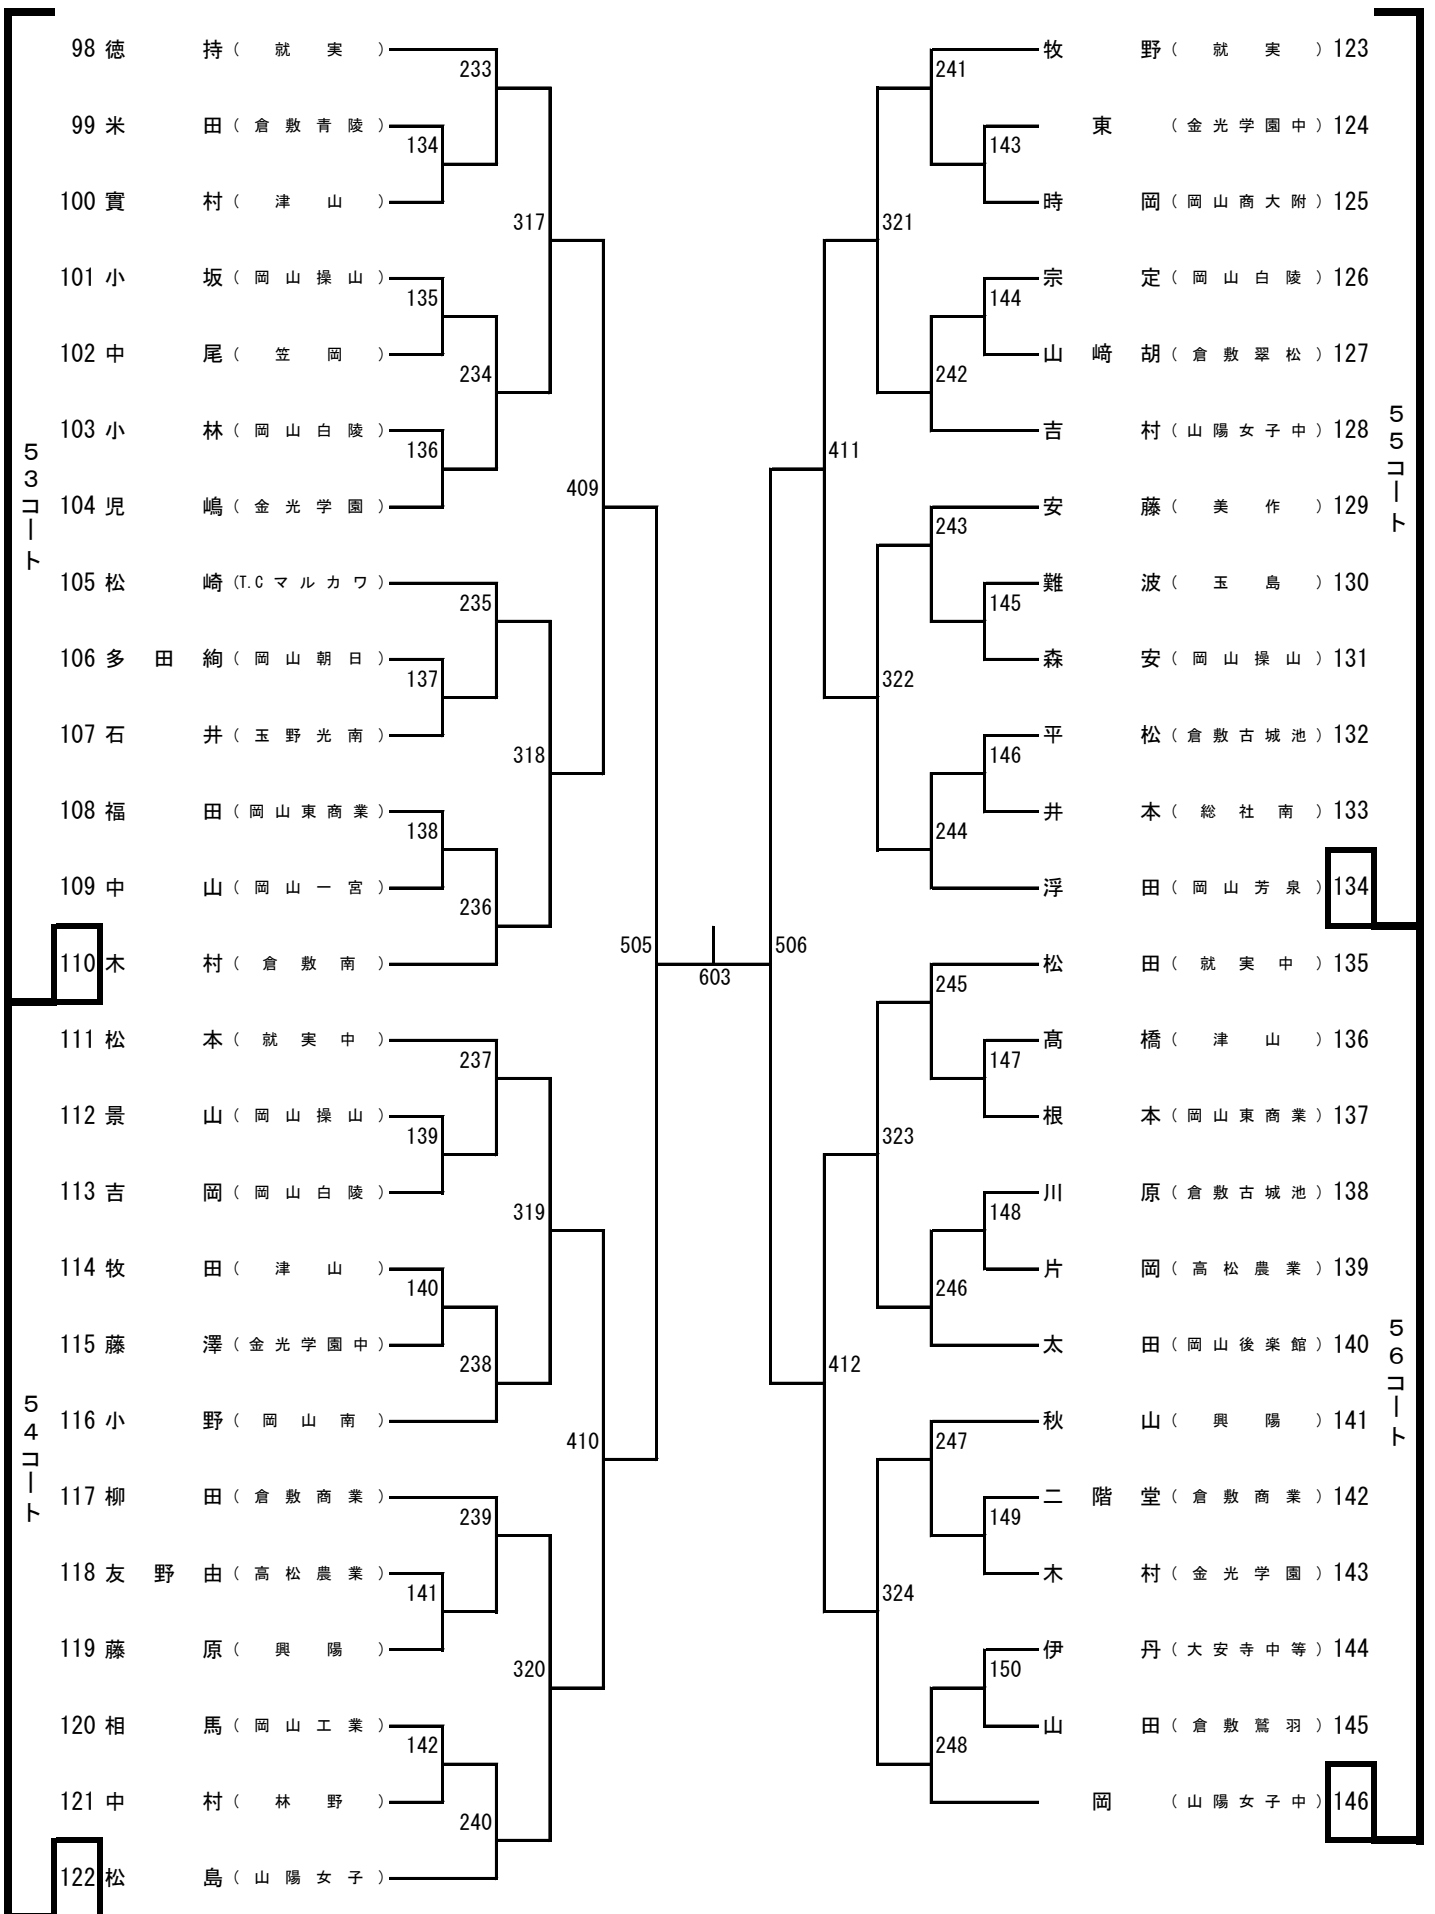 98 徳持（就実）
233
99 米田（倉敷青陵）
134
100 實村（津山）
317
101 小坂（岡山操山）
135
102 中尾（笠岡）
234
103 小林（岡山白陵）
136
409
104 児嶋（金光学園）
53コート
105 松崎（T.Cマルカワ）
235
106 多田絢（岡山朝日）
137
107 石井（玉野光南）
318
108 福田（岡山東商業）
138
109 中山（岡山一宮）
236
505
110 木村（倉敷南）
603
111 松本（就実中）
237
112 景山（岡山操山）
139
113 吉岡（岡山白陵）
319
114 牧田（津山）
140
115 藤澤（金光学園中）
238
116 小野（岡山南）
410
54コート
117 柳田（倉敷商業）
239
118 友野由（高松農業）
141
119 藤原（興陽）
320
120 相馬（岡山工業）
142
121 中村（林野）
240
122 松島（山陽女子）
牧野（就実）123
241
東（金光学園中）124
143
時岡（岡山商大附）125
321
宗定（岡山白陵）126
144
山﨑胡（倉敷翠松）127
242
吉村（山陽女子中）128
411
55コート
安藤（美作）129
243
難波（玉島）130
145
森安（岡山操山）131
322
平松（倉敷古城池）132
146
井本（総社南）133
244
浮田（岡山芳泉）134
506
松田（就実中）135
245
髙橋（津山）136
147
根本（岡山東商業）137
323
川原（倉敷古城池）138
148
片岡（高松農業）139
246
太田（岡山後楽館）140
412
56コート
秋山（興陽）141
247
二階堂（倉敷商業）142
149
木村（金光学園）143
324
伊丹（大安寺中等）144
150
山田（倉敷鷲羽）145
248
岡（山陽女子中）146